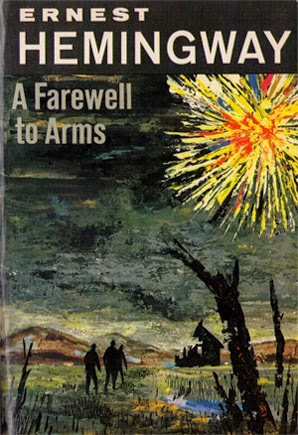 ERNEST
HEMINGWAY
A Farewell
to Arms